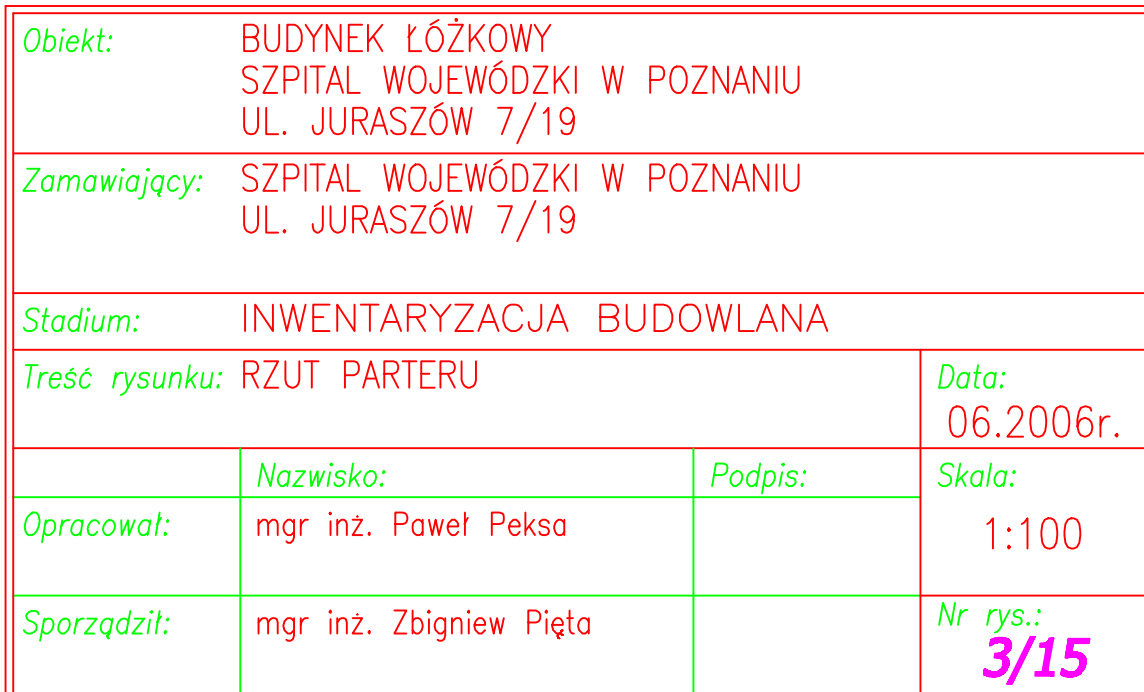 Obiekt: BUDYNEK ŁÓŻKOWY
SZPITAL WOJEWÓDZKI W POZNANIU
UL. JURASZÓW 7/19
Zamawiający: SZPITAL WOJEWÓDZKI W POZNANIU
UL. JURASZÓW 7/19
Stadium: INWENTARYZACJA BUDOWLANA
Treść rysunku: RZUT PARTERU
Data:
06.2006r.
Nazwisko: Podpis: Skala:
Opracował: mgr inż. Paweł Peksa 1:100
Sporządził: mgr inż. Zbigniew Pięta
Nr rys.:
3/15